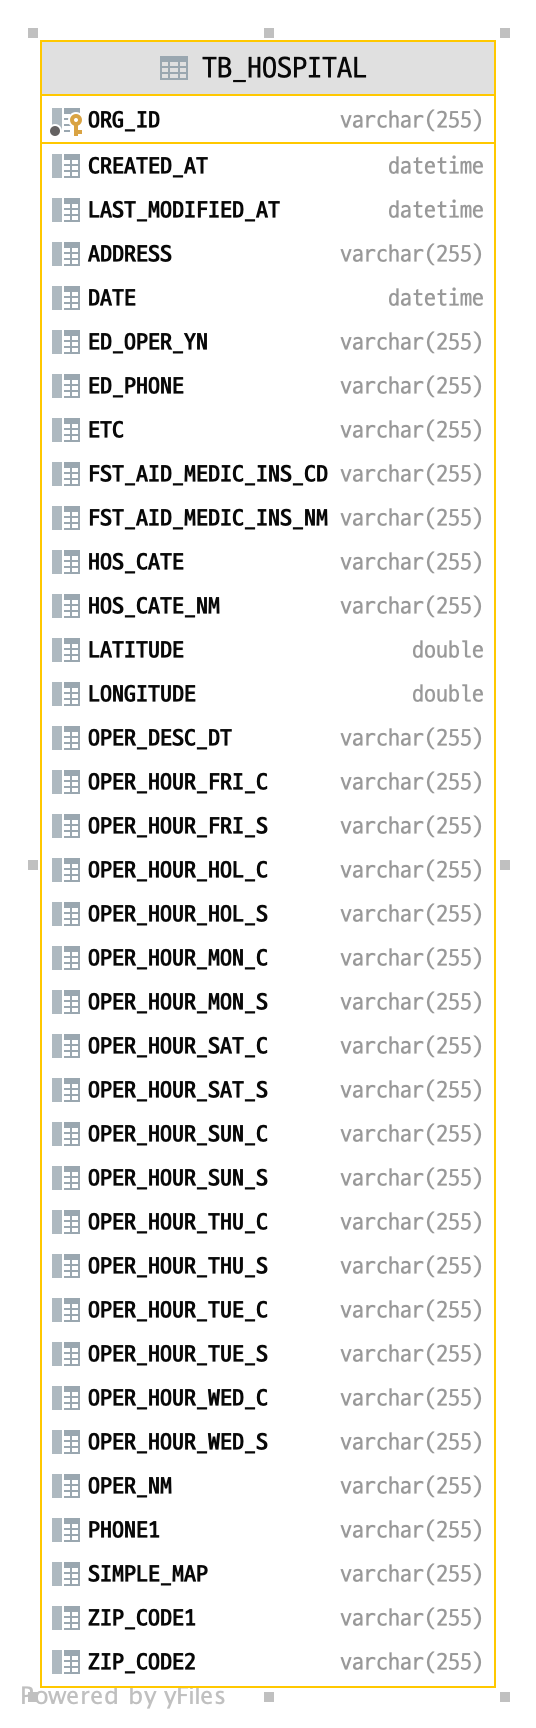 TB_HOSPITAL
ORG_ID varchar(255)
CREATED_AT datetime
LAST_MODIFIED_AT datetime
ADDRESS varchar(255)
DATE datetime
ED_OPER_YN varchar(255)
ED_PHONE varchar(255)
ETC varchar(255)
FST_AID_MEDIC_INS_CD varchar(255)
FST_AID_MEDIC_INS_NM varchar(255)
HOS_CATE varchar(255)
HOS_CATE_NM varchar(255)
LATITUDE double
LONGITUDE double
OPER_DESC_DT varchar(255)
OPER_HOUR_FRI_C varchar(255)
OPER_HOUR_FRI_S varchar(255)
OPER_HOUR_HOL_C varchar(255)
OPER_HOUR_HOL_S varchar(255)
OPER_HOUR_MON_C varchar(255)
OPER_HOUR_MON_S varchar(255)
OPER_HOUR_SAT_C varchar(255)
OPER_HOUR_SAT_S varchar(255)
OPER_HOUR_SUN_C varchar(255)
OPER_HOUR_SUN_S varchar(255)
OPER_HOUR_THU_C varchar(255)
OPER_HOUR_THU_S varchar(255)
OPER_HOUR_TUE_C varchar(255)
OPER_HOUR_TUE_S varchar(255)
OPER_HOUR_WED_C varchar(255)
OPER_HOUR_WED_S varchar(255)
OPER_NM varchar(255)
PHONE1 varchar(255)
SIMPLE_MAP varchar(255)
ZIP_CODE1 varchar(255)
ZIP_CODE2 varchar(255)
Powered by yFiles